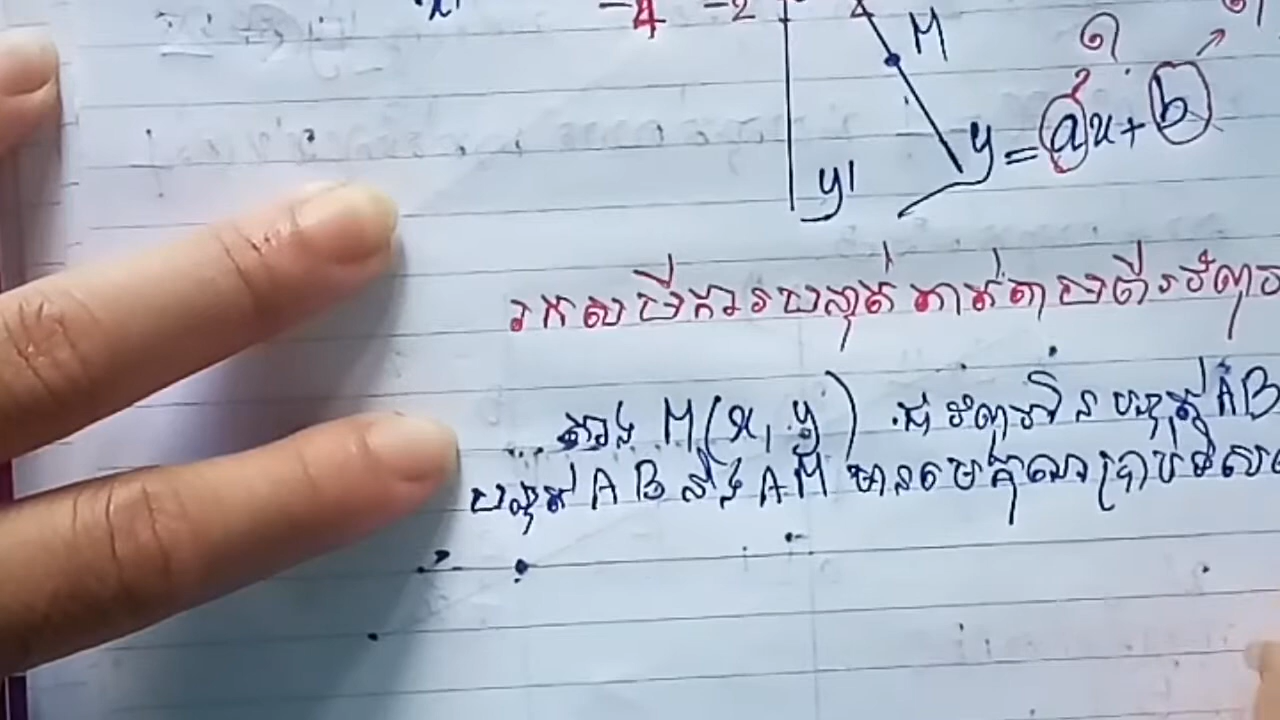 x' -4 -2
M
y = ax + b
y'
រកសមីការបន្ទាត់កាត់តាមពីរចំណុច
តាង M(x, y) ជាចំណុចនៃបន្ទាត់ AB
បន្ទាត់ AB និង AM មានមេគុណប្រាប់ទិស